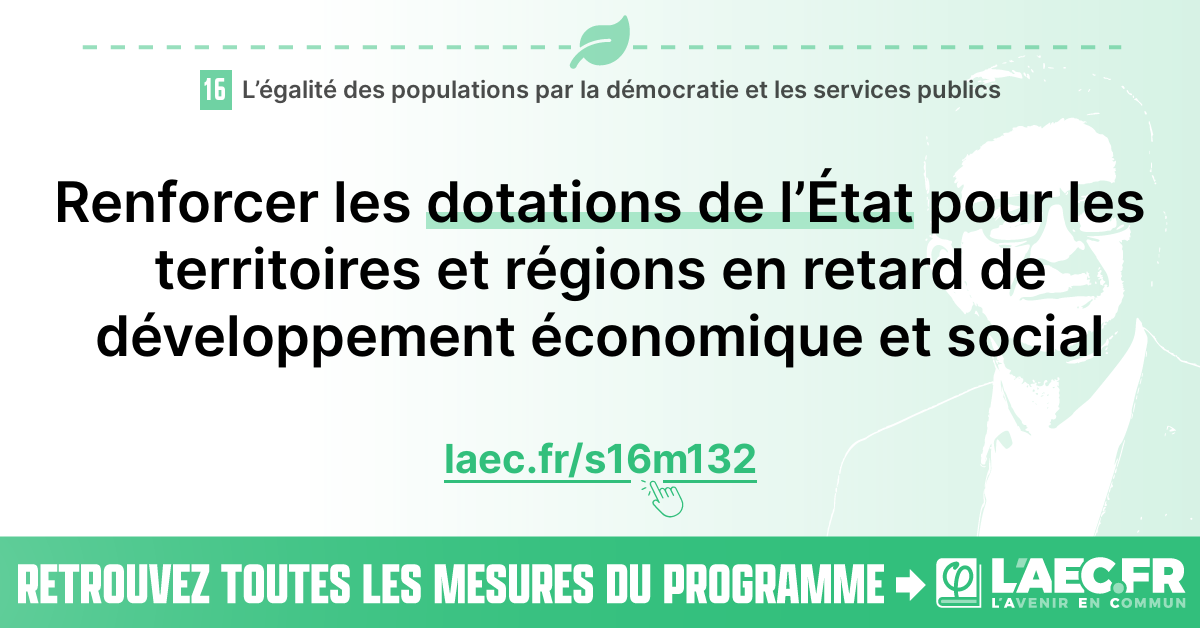 16 L’égalité des populations par la démocratie et les services publics
Renforcer les dotations de l’État pour les
territoires et régions en retard de
développement économique et social
laec.fr/s16m132
RETROUVEZ TOUTES LES MESURES DU PROGRAMME
φ L'AEC.FR
L'AVENIR EN COMMUN